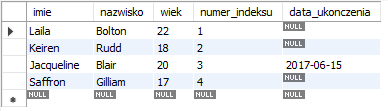 imie nazwisko wiek numer_indeksu data_ukonczenia
Laila Bolton 22 1 NULL
Keiren Rudd 18 2 NULL
Jacqueline Blair 20 3 2017-06-15
Saffron Gilliam 17 4 NULL
NULL NULL NULL NULL NULL